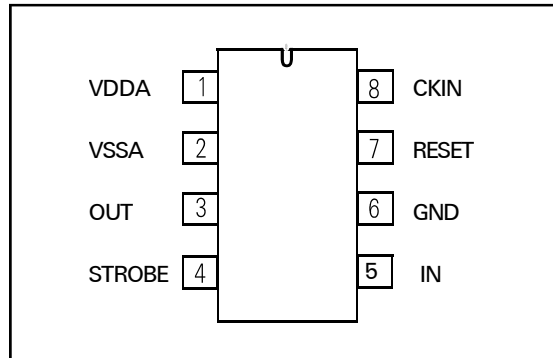 VDDA 1 8 CKIN
VSSA 2 7 RESET
OUT 3 6 GND
STROBE 4 5 IN